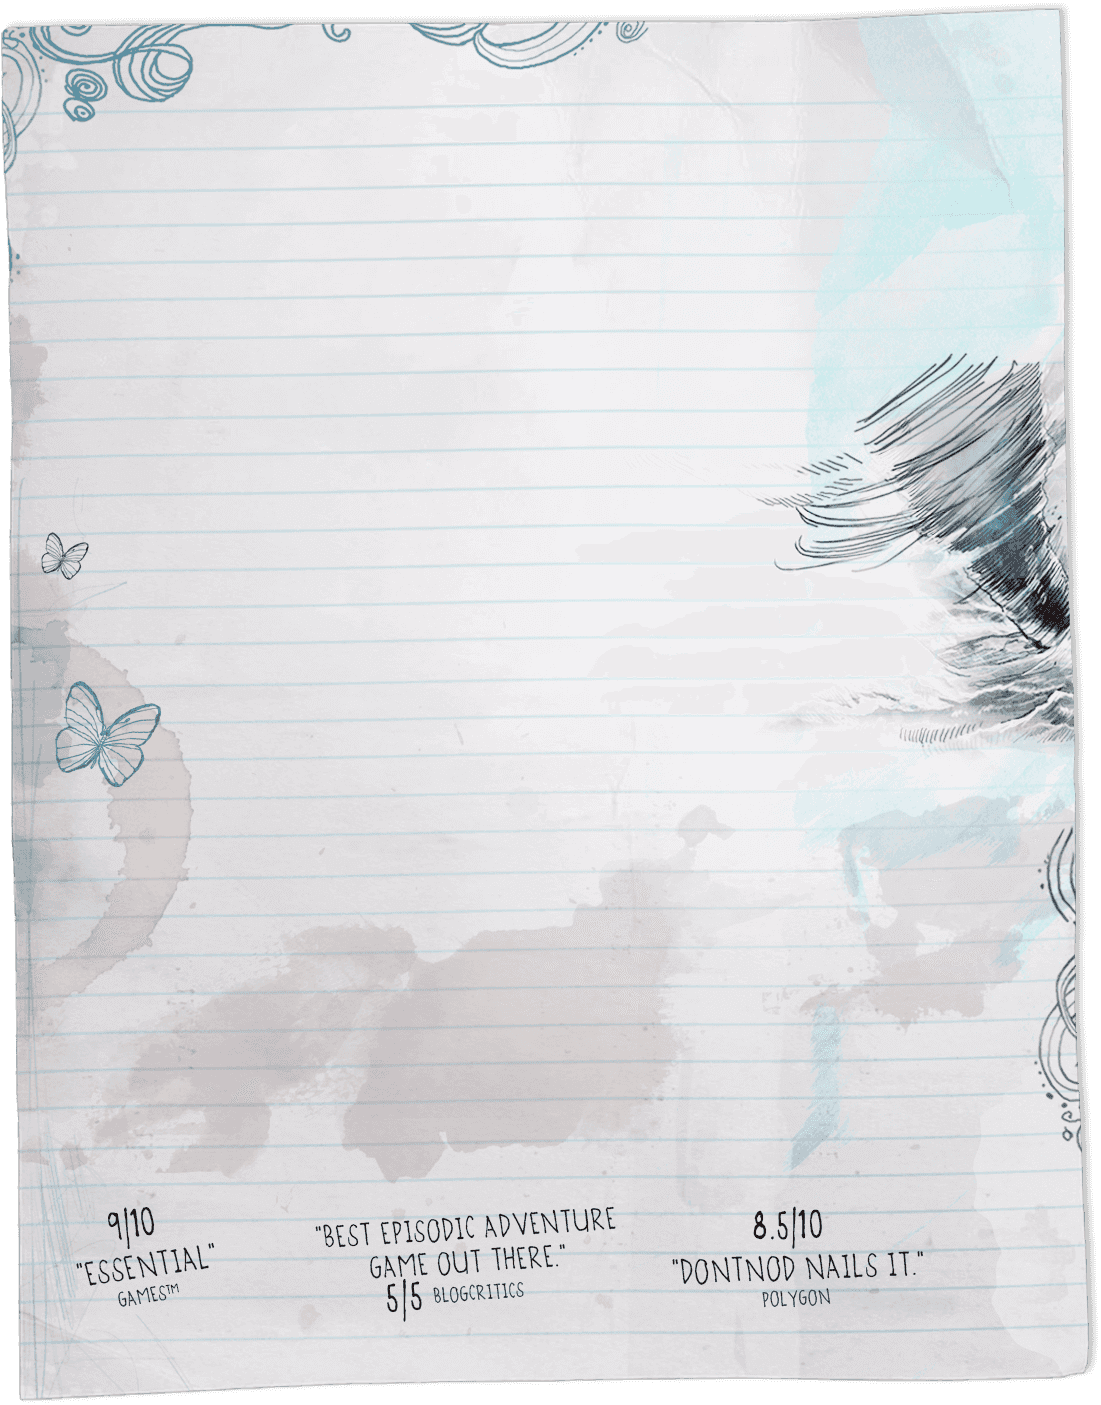 9/10
"ESSENTIAL"
GAMES™
"BEST EPISODIC ADVENTURE
GAME OUT THERE."
5/5 BLOGCRITICS
8.5/10
"DONTNOD NAILS IT."
POLYGON